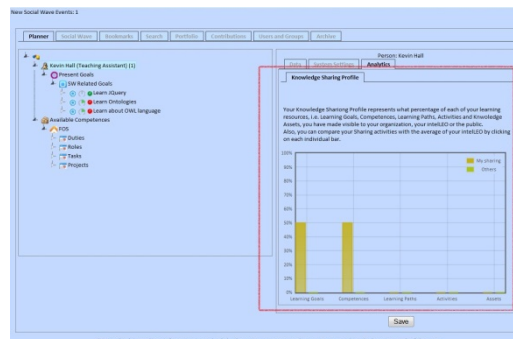 New Social Wave Events: 1
Planner Social Wave Bookmarks Search Portfolio Contributions Users and Groups Archive
Kevin Hall (Teaching Assistant) (1)
Present Goals
SW Related Goals
Learn JQuery
Learn Ontologies
Learn about OWL language
Available Competences
FOS
Duties
Roles
Tasks
Projects
Person: Kevin Hall
Data System Settings Analytics
Knowledge Sharing Profile
Your Knowledge Sharing Profile represents what percentage of each of your learning
resources, i.e. Learning Goals, Competences, Learning Paths, Activities and Knowledge
Assets, you have made visible to your organization, your intelLEO or the public.
Also, you can compare your Sharing activities with the average of your intelLEO by clicking
on each individual bar.
100%
90%
80%
70%
60%
50%
40%
30%
20%
10%
0%
My sharing
Others
Learning Goals Competences Learning Paths Activities Assets
Save